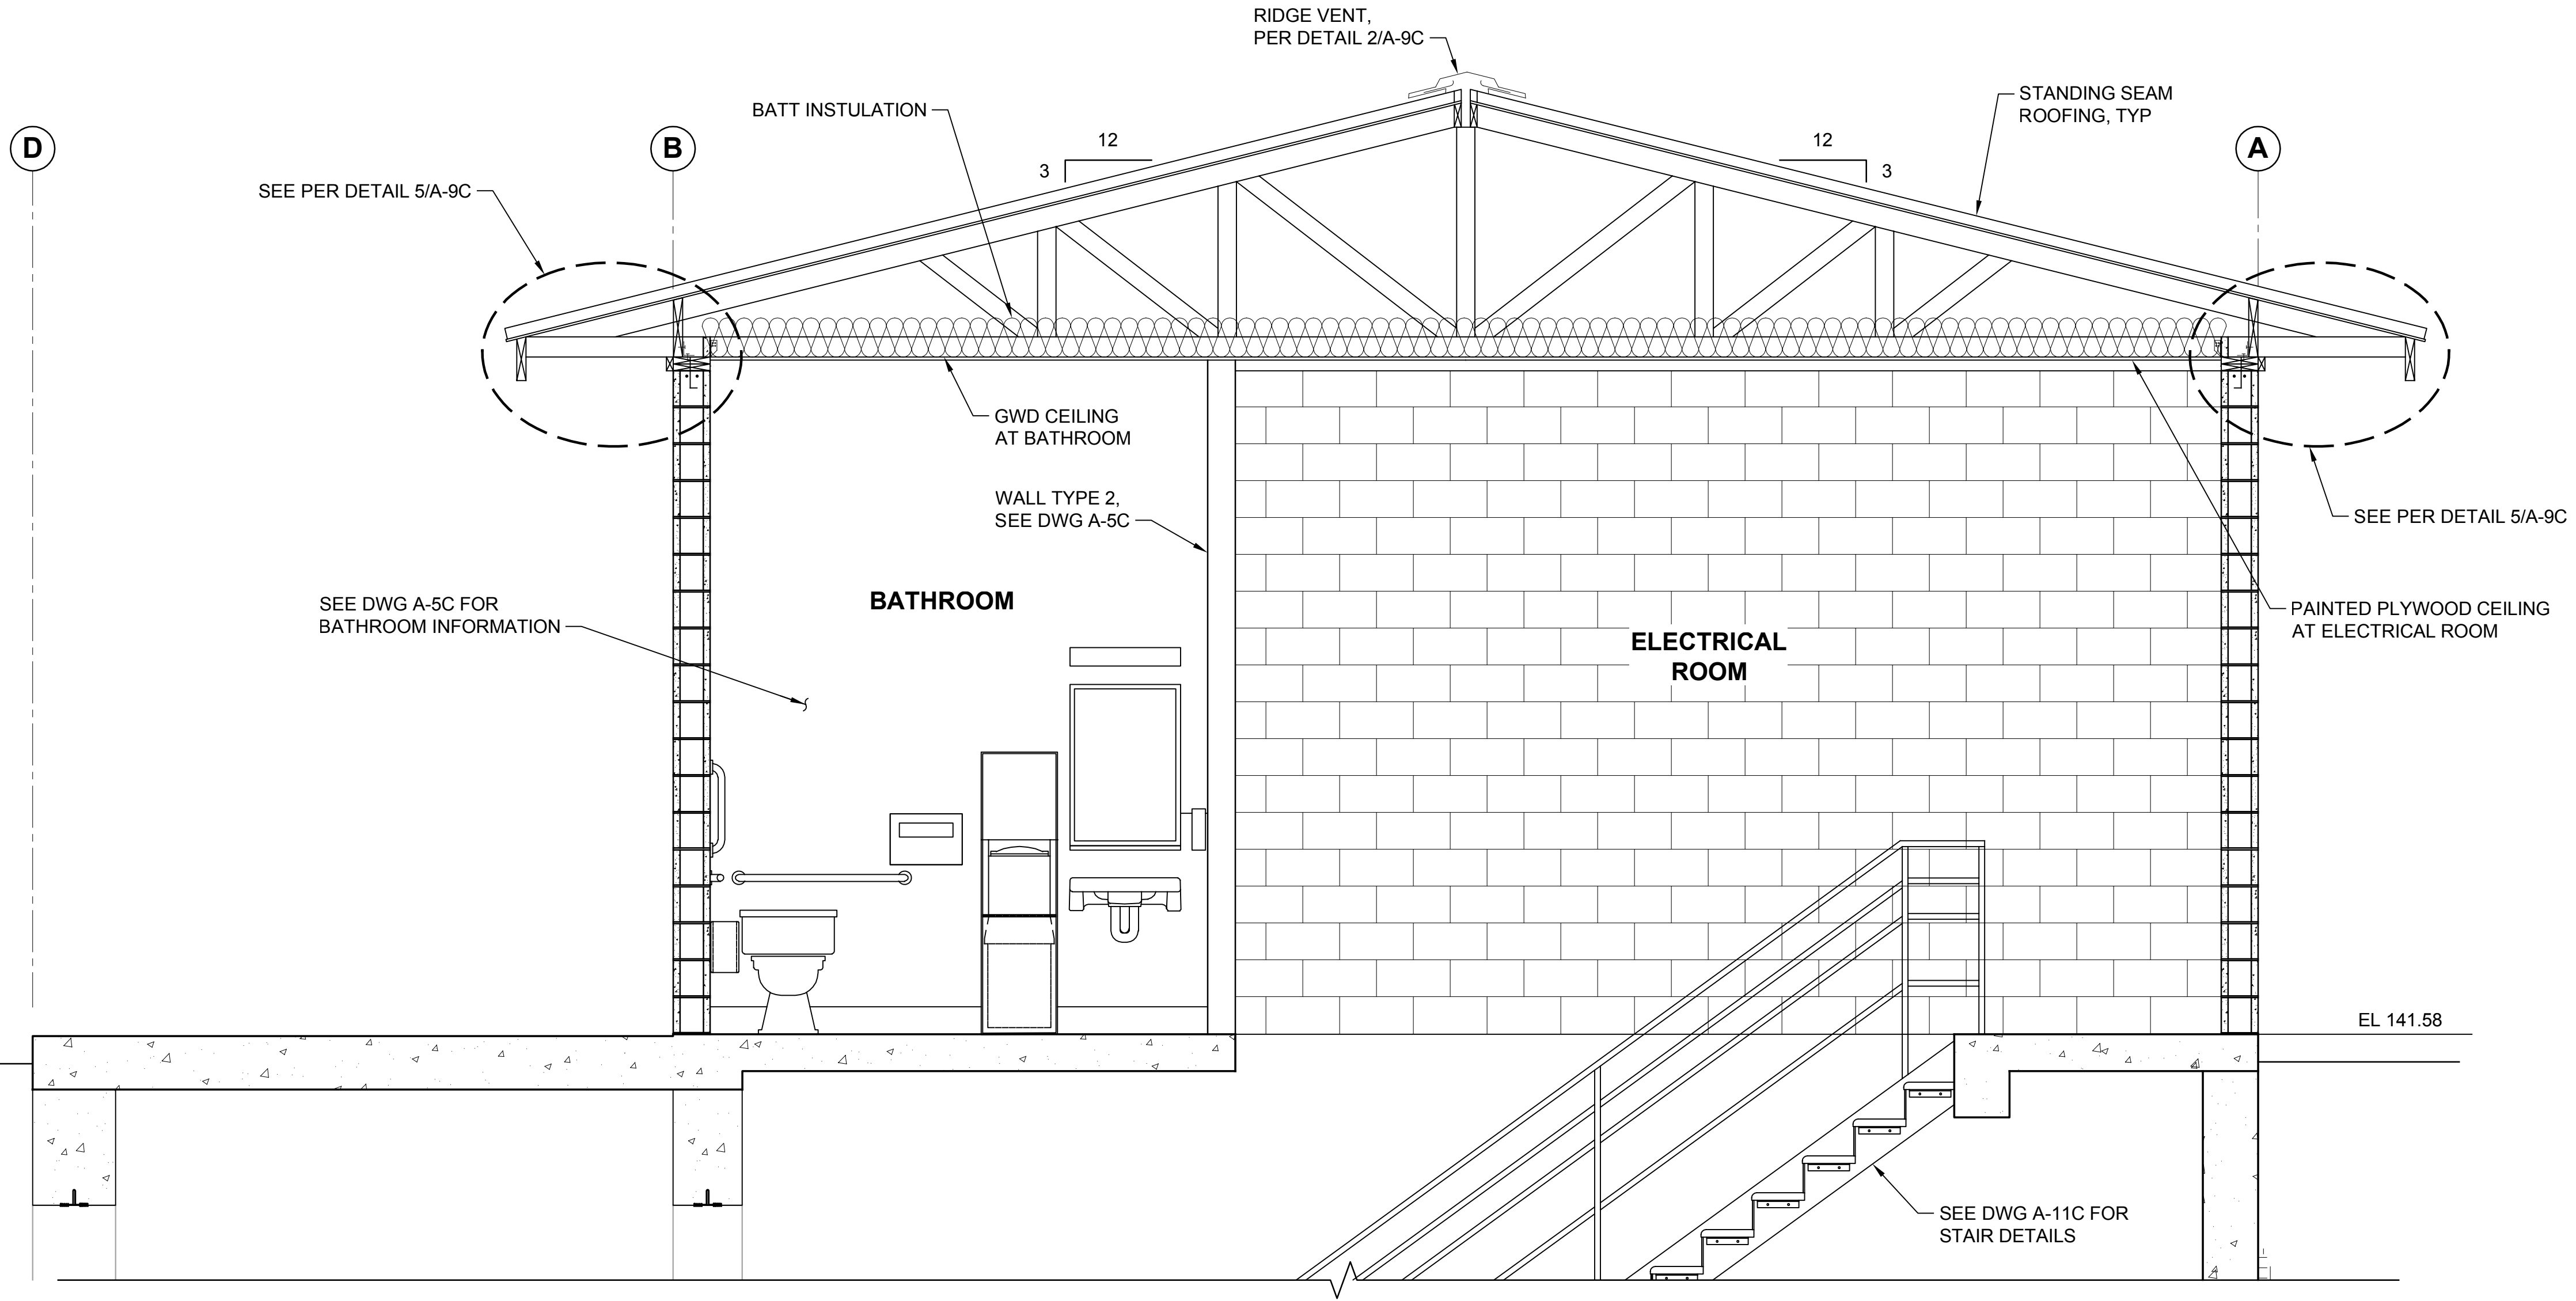 RIDGE VENT,
PER DETAIL 2/A-9C
BATT INSTULATION
STANDING SEAM
ROOFING, TYP
D
B
A
12
3
12
3
SEE PER DETAIL 5/A-9C
GWD CEILING
AT BATHROOM
WALL TYPE 2,
SEE DWG A-5C
SEE PER DETAIL 5/A-9C
BATHROOM
SEE DWG A-5C FOR
BATHROOM INFORMATION
ELECTRICAL
ROOM
PAINTED PLYWOOD CEILING
AT ELECTRICAL ROOM
EL 141.58
SEE DWG A-11C FOR
STAIR DETAILS